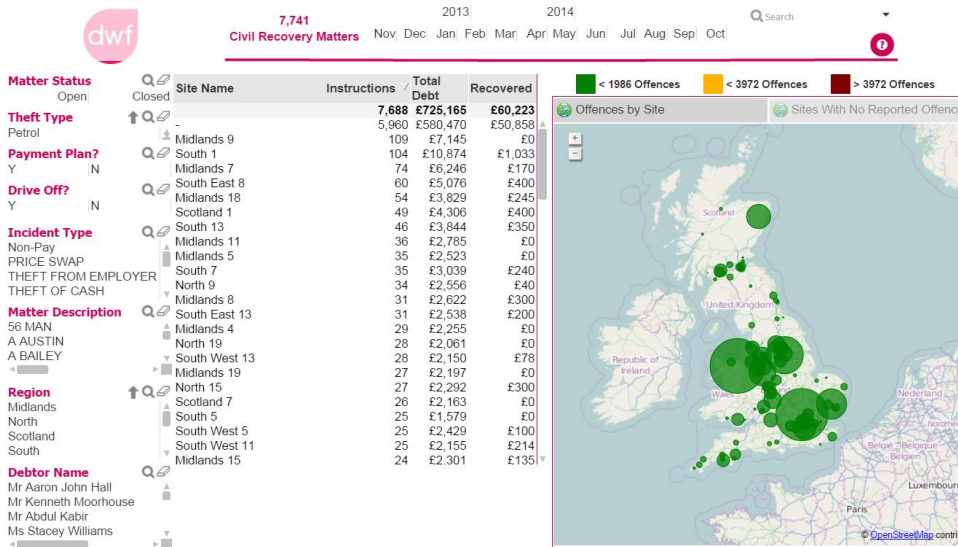 dwf
7,741
Civil Recovery Matters
2013 2014
Nov Dec Jan Feb Mar Apr May Jun Jul Aug Sep Oct
Search
?
Matter Status
Open Closed
Theft Type
Petrol
Payment Plan?
Y N
Drive Off?
Y N
Incident Type
Non-Pay
PRICE SWAP
THEFT FROM EMPLOYER
THEFT OF CASH
Matter Description
56 MAN
A AUSTIN
A BAILEY
Region
Midlands
North
Scotland
South
Debtor Name
Mr Aaron John Hall
Mr Kenneth Moorhouse
Mr Abdul Kabir
Ms Stacey Williams
Site Name Instructions Total Debt Recovered
7,688 £725,165 £60,223
- 5,960 £580,470 £50,858
Midlands 9 109 £7,145 £0
South 1 104 £10,874 £1,033
Midlands 7 74 £6,246 £170
South East 8 60 £5,076 £400
Midlands 18 54 £3,829 £245
Scotland 1 49 £4,306 £400
South 13 46 £3,844 £350
Midlands 11 36 £2,785 £0
Midlands 5 35 £2,523 £0
South 7 35 £3,039 £240
North 9 34 £2,556 £40
Midlands 8 31 £2,622 £300
South East 13 31 £2,538 £200
Midlands 4 29 £2,255 £0
North 19 28 £2,061 £0
South West 13 28 £2,150 £78
Midlands 19 27 £2,197 £0
North 15 27 £2,292 £300
Scotland 7 26 £2,163 £0
South 5 25 £1,579 £0
South West 5 25 £2,429 £100
South West 11 25 £2,155 £214
Midlands 15 24 £2,301 £135
< 1986 Offences < 3972 Offences > 3972 Offences
Offences by Site Sites With No Reported Offenc
+
-
Scotland
United Kingdom
Republic of
Ireland
Wales
Nederland
België Belgique
Belgien
Luxembour
Paris
© OpenStreetMap contri